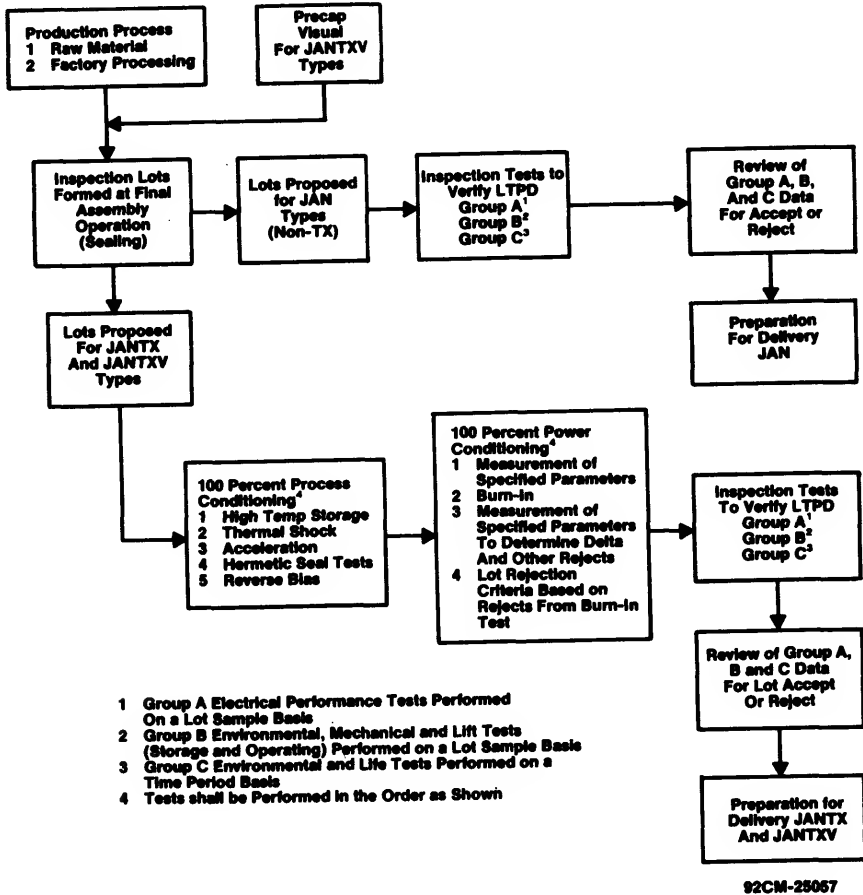 Production Process
1 Raw Material
2 Factory Processing
Precap
Visual
For JANTXV
Types
Inspection Lots
Formed at Final
Assembly
Operation
(Sealing)
Lots Proposed
for JAN
Types
(Non-TX)
Inspection Tests to
Verify LTPD
Group A¹
Group B²
Group C³
Review of
Group A, B,
And C Data
For Accept or
Reject
Preparation
For Delivery
JAN
Lots Proposed
For JANTX
And JANTXV
Types
100 Percent Process
Conditioning⁴
1 High Temp Storage
2 Thermal Shock
3 Acceleration
4 Hermetic Seal Tests
5 Reverse Bias
100 Percent Power
Conditioning⁴
1 Measurement of
Specified Parameters
2 Burn-in
3 Measurement of
Specified Parameters
To Determine Delta
And Other Rejects
4 Lot Rejection
Criteria Based on
Rejects From Burn-in
Test
Inspection Tests
To Verify LTPD
Group A¹
Group B²
Group C³
Review of Group A,
B and C Data
For Lot Accept
Or Reject
Preparation for
Delivery JANTX
And JANTXV
1 Group A Electrical Performance Tests Performed
On a Lot Sample Basis
2 Group B Environmental, Mechanical and Lift Tests
(Storage and Operating) Performed on a Lot Sample Basis
3 Group C Environmental and Life Tests Performed on a
Time Period Basis
4 Tests shall be Performed in the Order as Shown
92CM-25057